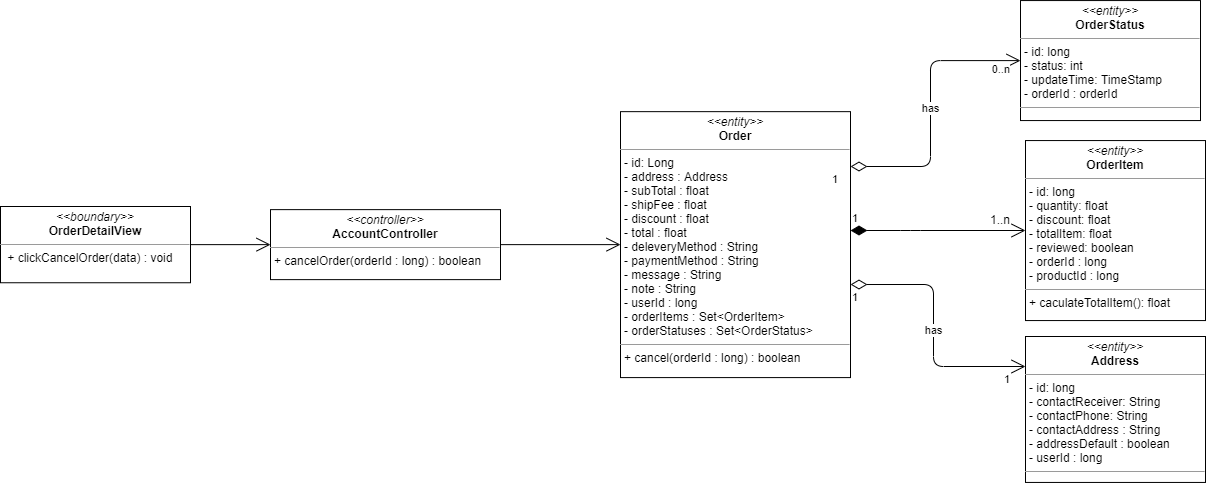 <<boundary>>
OrderDetailView
+ clickCancelOrder(data) : void
<<controller>>
AccountController
+ cancelOrder(orderId : long) : boolean
<<entity>>
Order
- id: Long
- address : Address
- subTotal : float
- shipFee : float
- discount : float
- total : float
- deleveryMethod : String
- paymentMethod : String
- message : String
- note : String
- userId : long
- orderItems : Set<OrderItem>
- orderStatuses : Set<OrderStatus>
+ cancel(orderId : long) : boolean
1
has
0..n
1
1..n
1
has
1
<<entity>>
OrderStatus
- id: long
- status: int
- updateTime: TimeStamp
- orderId : orderId
<<entity>>
OrderItem
- id: long
- quantity: float
- discount: float
- totalItem: float
- reviewed: boolean
- orderId : long
- productId : long
+ caculateTotalItem(): float
<<entity>>
Address
- id: long
- contactReceiver: String
- contactPhone: String
- contactAddress : String
- addressDefault : boolean
- userId : long